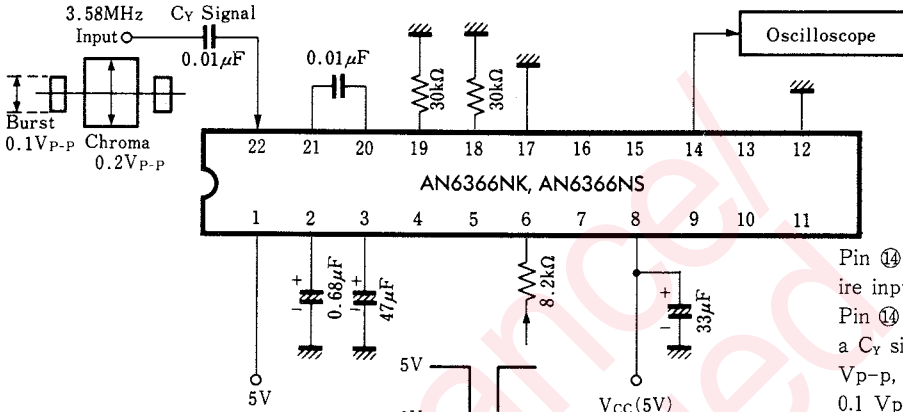 3.58MHz
CY Signal
Input
0.01μF
0.01μF
30kΩ
30kΩ
Oscilloscope
Burst
0.1VP-P
Chroma
0.2VP-P
22 21 20 19 18 17 16 15 14 13 12
AN6366NK, AN6366NS
1 2 3 4 5 6 7 8 9 10 11
+
-
0.68μF
+
-
47μF
8.2kΩ
+
-
33μF
5V
5V
VCC(5V)
Pin ⑭
ire inpu
Pin ⑭
a CY si
Vp-p,
0.1 Vp